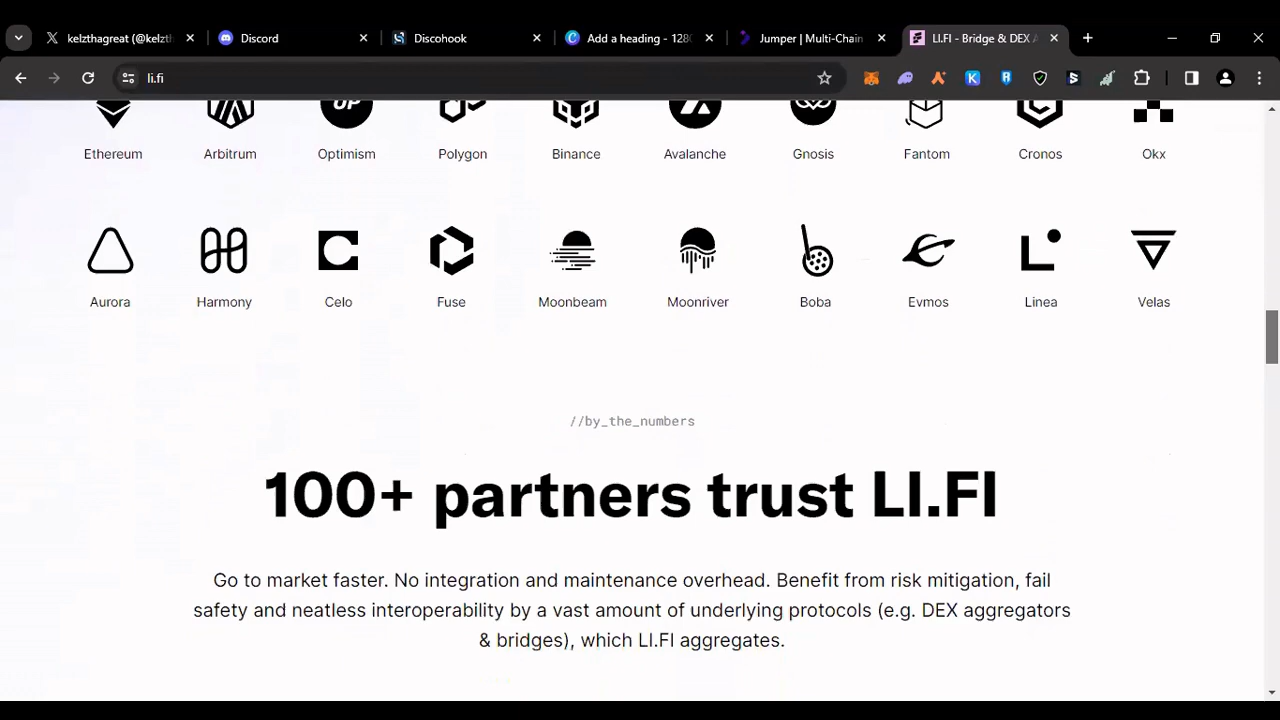 kelzthagreat (@kelzth
Discord
Discohook
Add a heading - 128
Jumper | Multi-Chain
LI.FI - Bridge & DEX A
li.fi
OP
Ethereum
Arbitrum
Optimism
Polygon
Binance
Avalanche
Gnosis
Fantom
Cronos
Okx
Aurora
Harmony
Celo
Fuse
Moonbeam
Moonriver
Boba
Evmos
Linea
Velas
//by_the_numbers
100+ partners trust LI.FI
Go to market faster. No integration and maintenance overhead. Benefit from risk mitigation, fail
safety and neatless interoperability by a vast amount of underlying protocols (e.g. DEX aggregators
& bridges), which LI.FI aggregates.